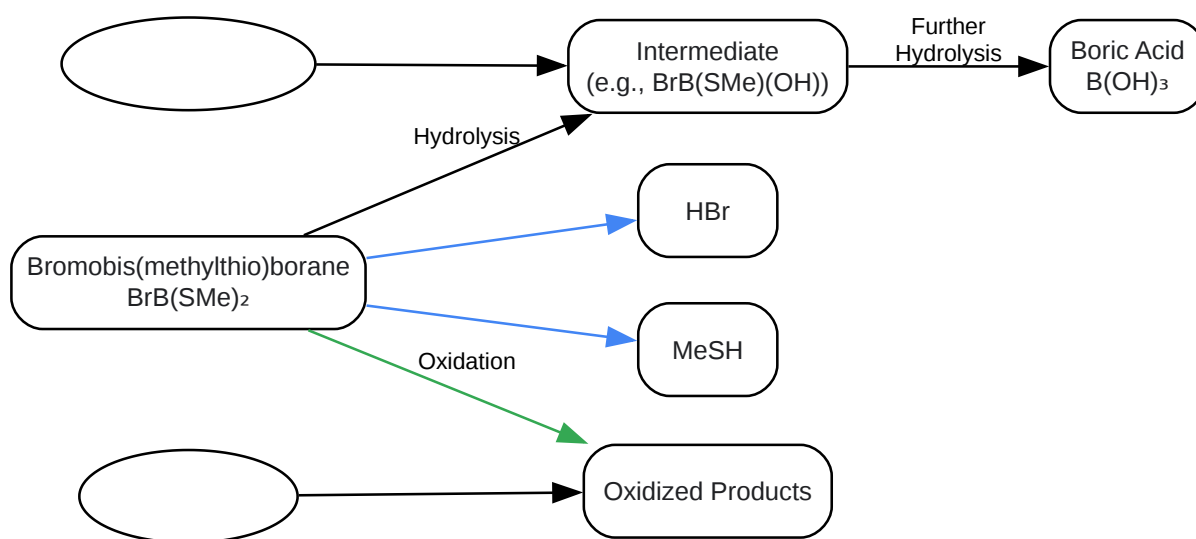 Further
Hydrolysis
Intermediate
(e.g., BrB(SMe)(OH))
Boric Acid
B(OH)₃
Hydrolysis
HBr
Bromobis(methylthio)borane
BrB(SMe)₂
MeSH
Oxidation
Oxidized Products